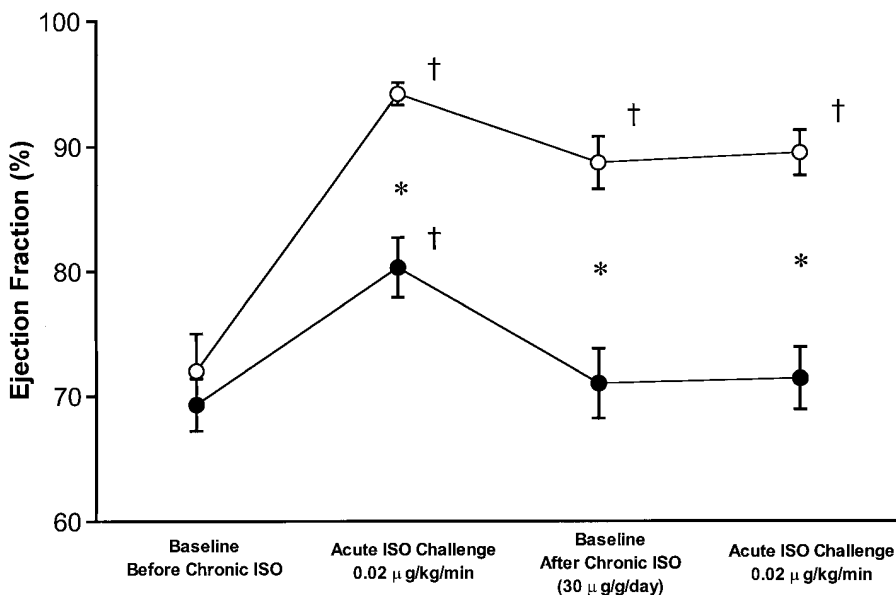 100
90
80
70
60
Ejection Fraction (%)
†
†
†
*
†
*
*
Baseline
Before Chronic ISO
Acute ISO Challenge
0.02 μ g/kg/min
Baseline
After Chronic ISO
(30 μ g/g/day)
Acute ISO Challenge
0.02 μ g/kg/min